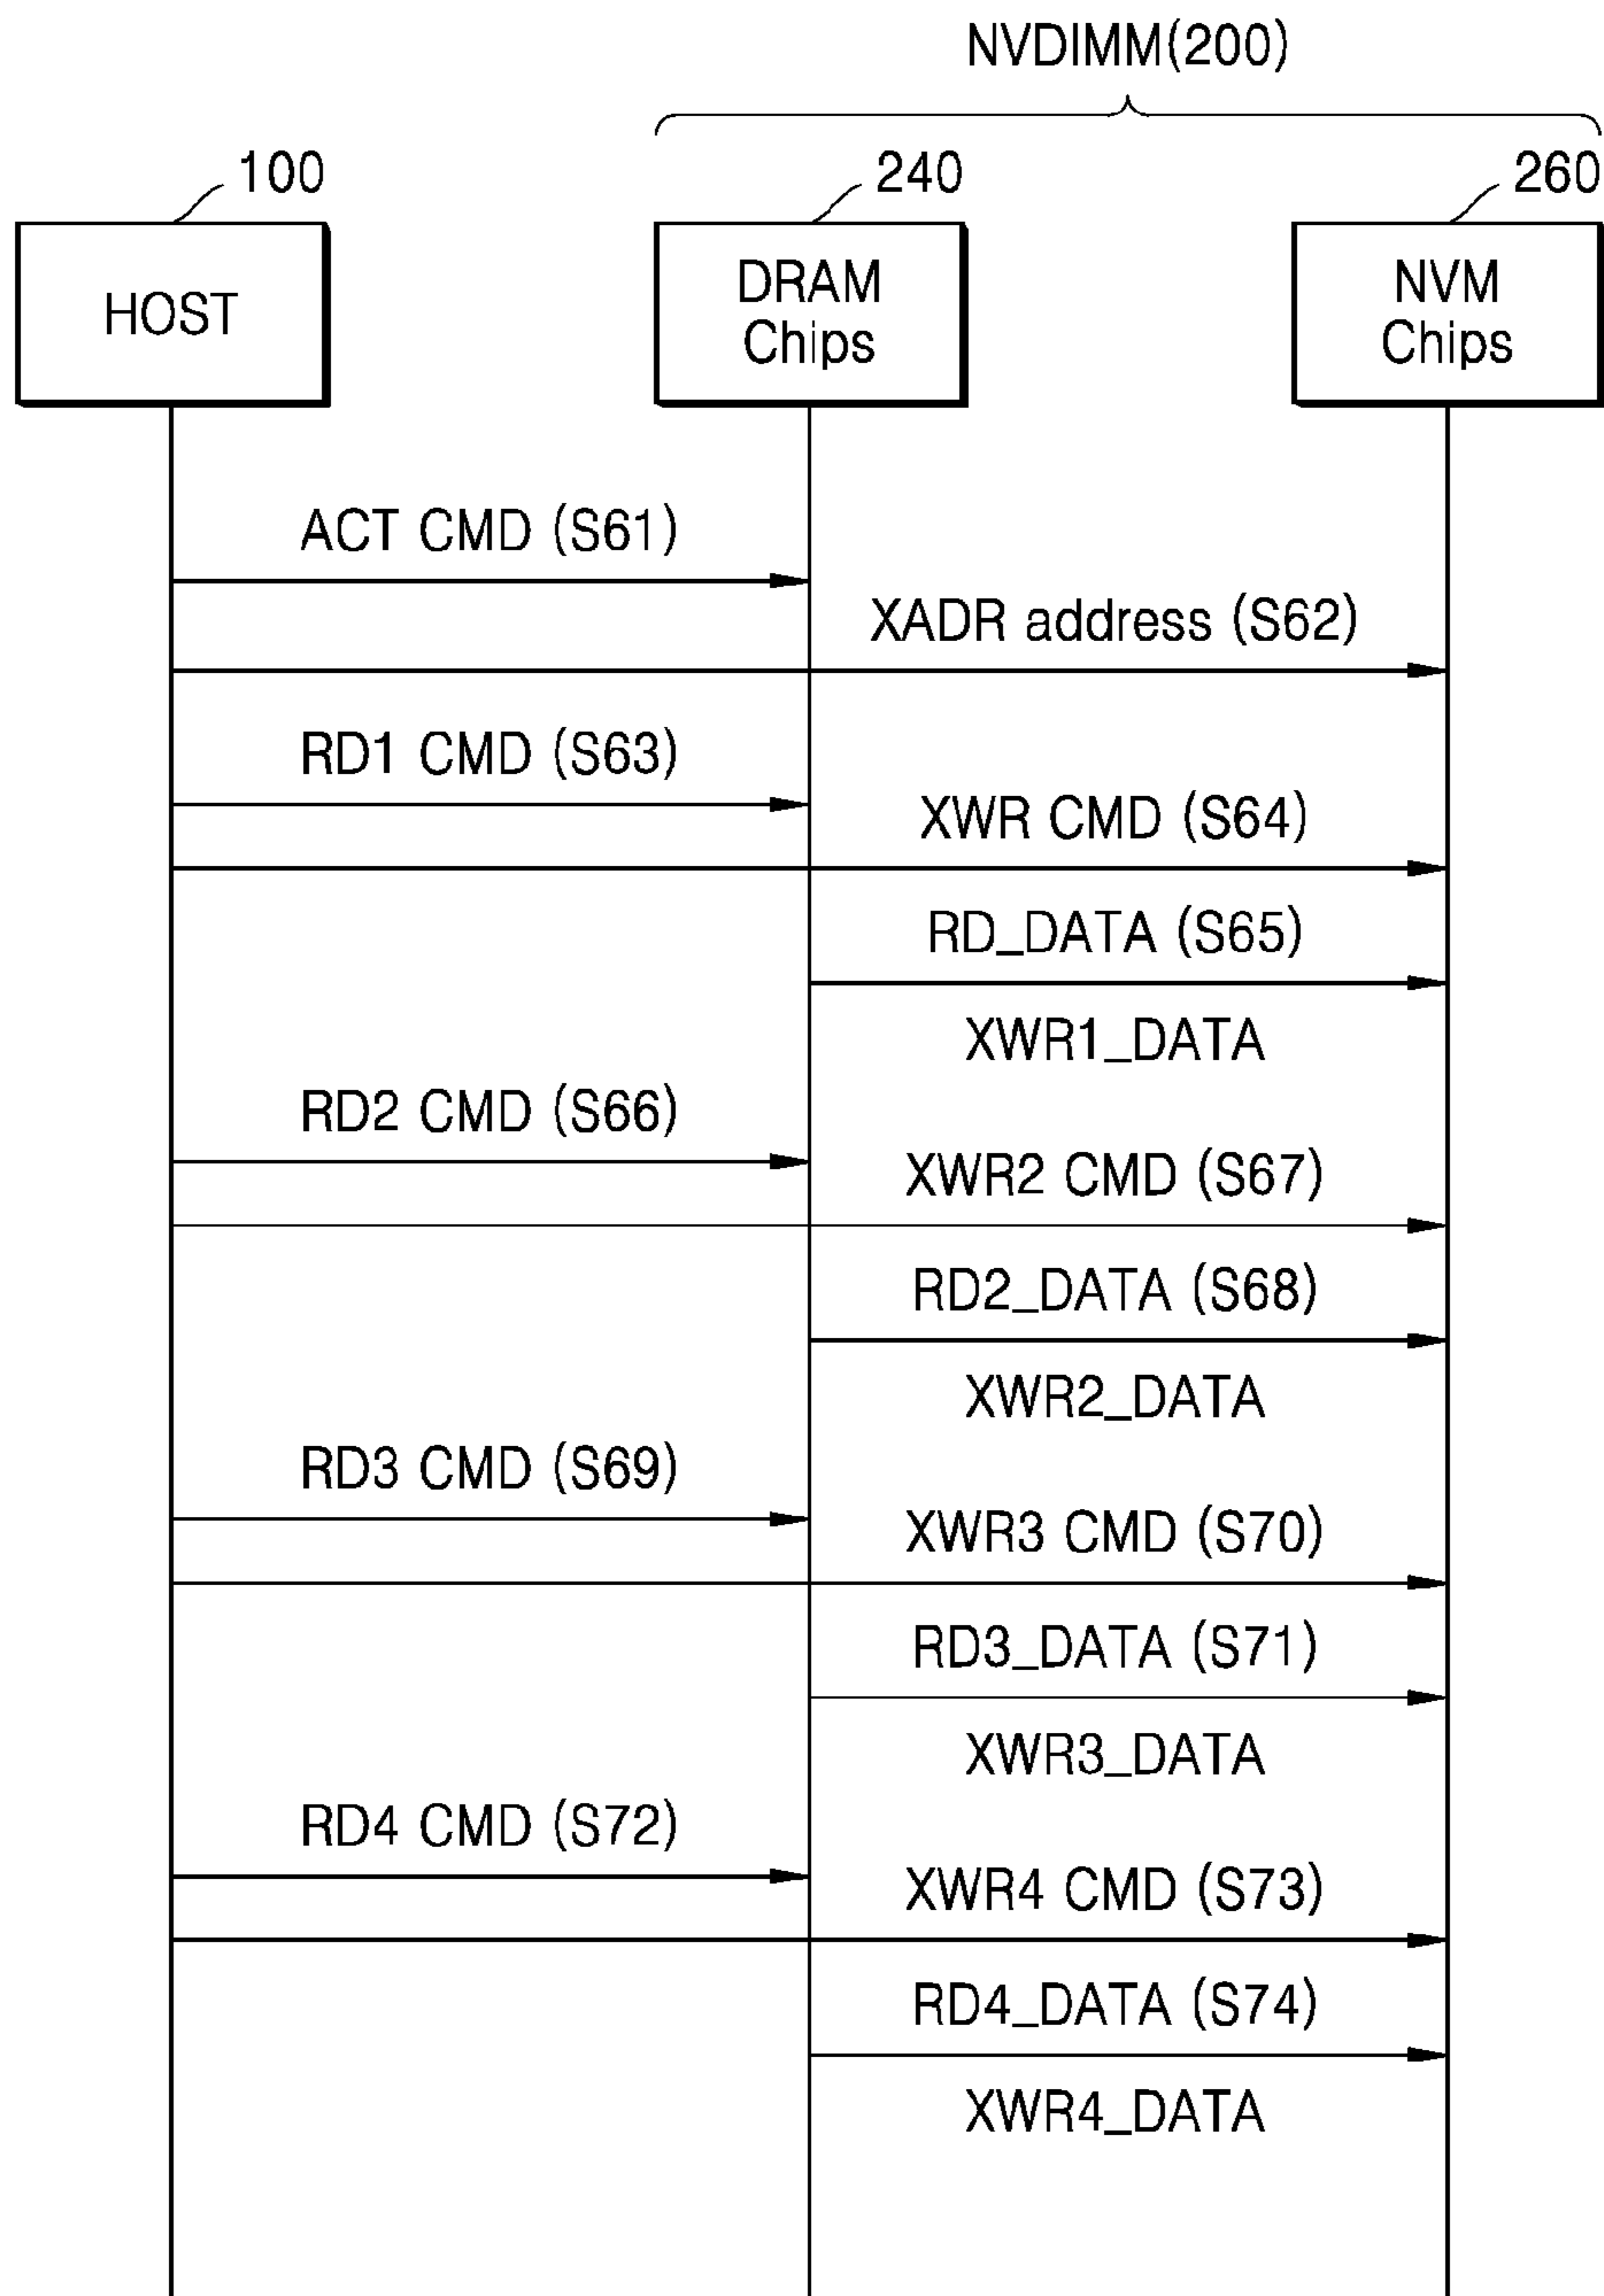 NVDIMM(200)
100
240
260
HOST
DRAM
Chips
NVM
Chips
ACT CMD (S61)
XADR address (S62)
RD1 CMD (S63)
XWR CMD (S64)
RD_DATA (S65)
XWR1_DATA
RD2 CMD (S66)
XWR2 CMD (S67)
RD2_DATA (S68)
XWR2_DATA
RD3 CMD (S69)
XWR3 CMD (S70)
RD3_DATA (S71)
XWR3_DATA
RD4 CMD (S72)
XWR4 CMD (S73)
RD4_DATA (S74)
XWR4_DATA